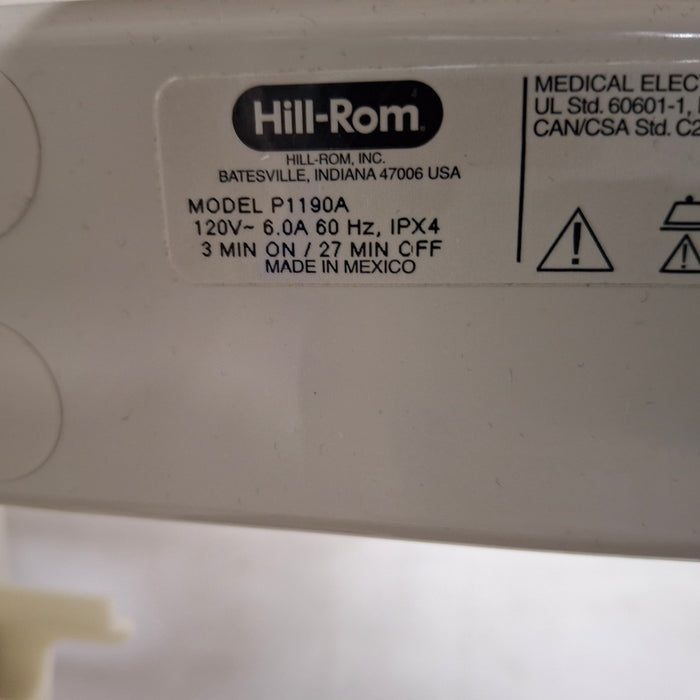 Hill-Rom
HILL-ROM, INC.
BATESVILLE, INDIANA 47006 USA
MODEL P1190A
120V~ 6.0A 60 Hz, IPX4
3 MIN ON / 27 MIN OFF
MADE IN MEXICO
MEDICAL ELEC
UL Std. 60601-1,
CAN/CSA Std. C2